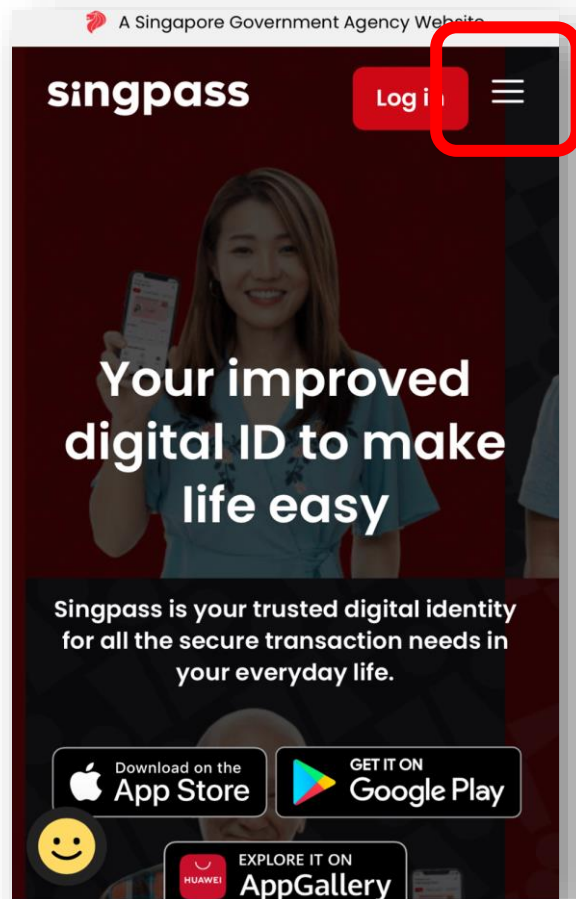 A Singapore Government Agency Website
singpass
Log in
Your improved
digital ID to make
life easy
Singpass is your trusted digital identity
for all the secure transaction needs in
your everyday life.
Download on the
App Store
GET IT ON
Google Play
HUAWEI
EXPLORE IT ON
AppGallery